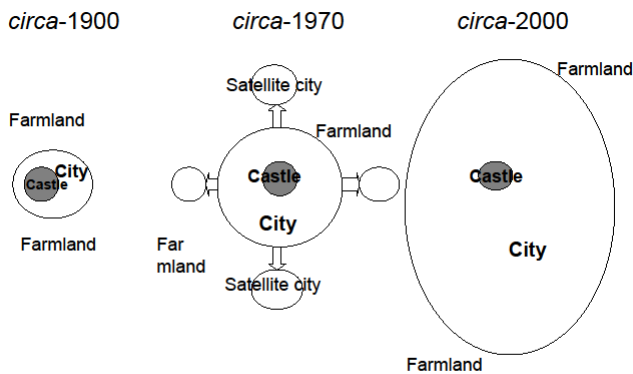 circa-1900
Farmland
City
Castle
Farmland
circa-1970
Satellite city
Farmland
Castle
City
Far
mland
Satellite city
circa-2000
Farmland
Castle
City
Farmland